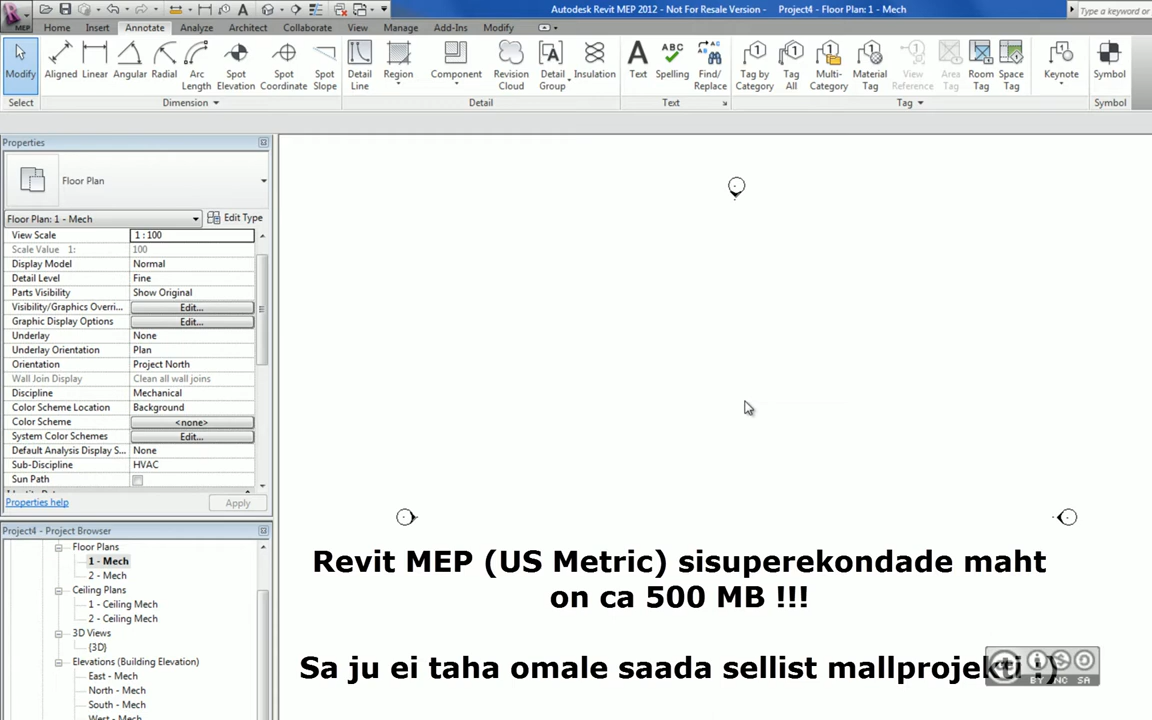 Autodesk Revit MEP 2012 - Not For Resale Version - Project4 - Floor Plan: 1 - Mech
Type a keyword or
MEP
Home Insert Annotate Analyze Architect Collaborate View Manage Add-Ins Modify
Modify Aligned Linear Angular Radial Arc Length Spot Elevation Spot Coordinate Spot Slope Detail Line Region Component Revision Cloud Detail Group Insulation Text Spelling Find/ Replace Tag by Category Tag All Multi- Category Material Tag View Reference Area Tag Room Tag Space Tag Keynote Symbol
Select Dimension Detail Text Tag Symbol
Properties
Floor Plan
Floor Plan: 1 - Mech Edit Type
View Scale 1 : 100
Scale Value 1: 100
Display Model Normal
Detail Level Fine
Parts Visibility Show Original
Visibility/Graphics Overri... Edit...
Graphic Display Options Edit...
Underlay None
Underlay Orientation Plan
Orientation Project North
Wall Join Display Clean all wall joins
Discipline Mechanical
Color Scheme Location Background
Color Scheme <none>
System Color Schemes Edit...
Default Analysis Display S... None
Sub-Discipline HVAC
Sun Path
Properties help Apply
Project4 - Project Browser
Floor Plans
1 - Mech
2 - Mech
Ceiling Plans
1 - Ceiling Mech
2 - Ceiling Mech
3D Views
{3D}
Elevations (Building Elevation)
East - Mech
North - Mech
South - Mech
West - Mech
Revit MEP (US Metric) sisuperekondade maht
on ca 500 MB !!!
Sa ju ei taha omale saada sellist mallprojekti :)
BY NC SA